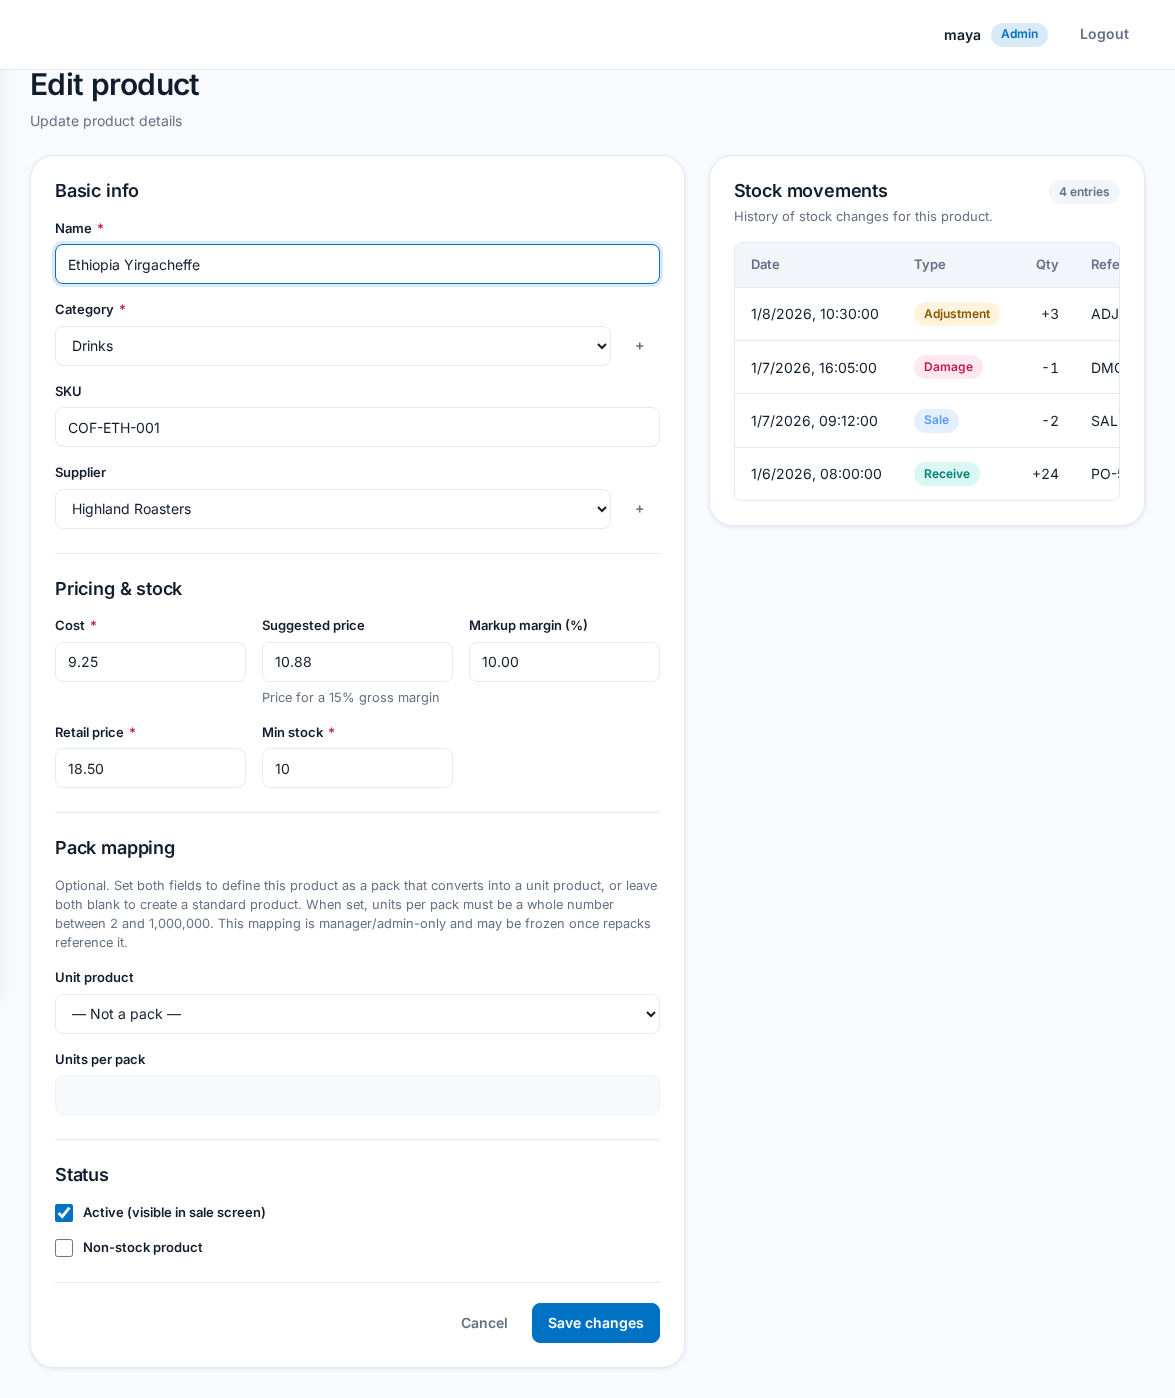 maya Admin Logout
Edit product
Update product details
Basic info
Name *
Ethiopia Yirgacheffe
Category *
Drinks +
SKU
COF-ETH-001
Supplier
Highland Roasters +
Pricing & stock
Cost * Suggested price Markup margin (%)
9.25 10.88 10.00
Price for a 15% gross margin
Retail price * Min stock *
18.50 10
Pack mapping
Optional. Set both fields to define this product as a pack that converts into a unit product, or leave
both blank to create a standard product. When set, units per pack must be a whole number
between 2 and 1,000,000. This mapping is manager/admin-only and may be frozen once repacks
reference it.
Unit product
— Not a pack —
Units per pack
Status
Active (visible in sale screen)
Non-stock product
Cancel Save changes
Stock movements 4 entries
History of stock changes for this product.
Date Type Qty Refe
1/8/2026, 10:30:00 Adjustment +3 ADJ
1/7/2026, 16:05:00 Damage -1
1/7/2026, 09:12:00 Sale -2 SAL
1/6/2026, 08:00:00 Receive +24 PO-